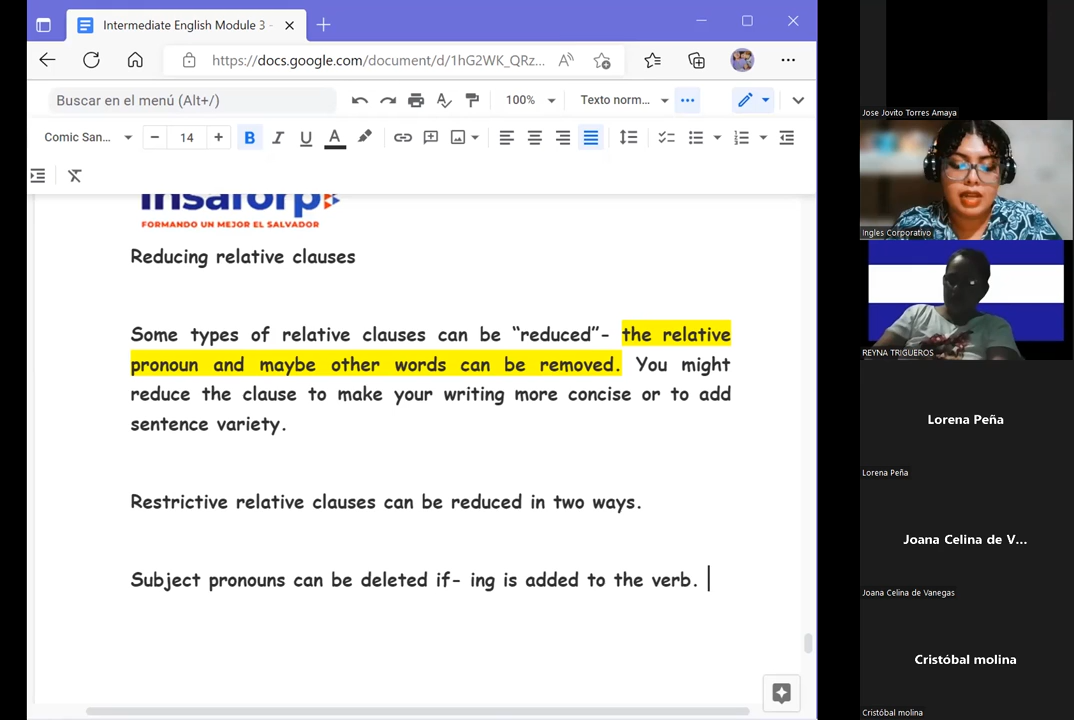 Intermediate English Module 3 -
https://docs.google.com/document/d/1hG2WK_QRz...
Buscar en el menú (Alt+/)
100%
Texto norm...
Comic San...
14
insaforp
FORMANDO UN MEJOR EL SALVADOR
Reducing relative clauses
Some types of relative clauses can be “reduced”- the relative
pronoun and maybe other words can be removed. You might
reduce the clause to make your writing more concise or to add
sentence variety.
Restrictive relative clauses can be reduced in two ways.
Subject pronouns can be deleted if- ing is added to the verb.
Jose Jovito Torres Amaya
Ingles Corporativo
REYNA TRIGUEROS
Lorena Peña
Lorena Peña
Joana Celina de V...
Joana Celina de Vanegas
Cristóbal molina
Cristóbal molina